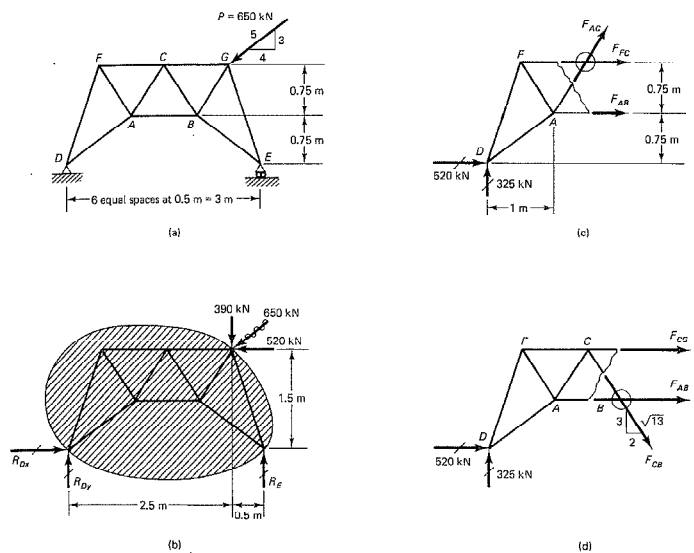 P = 650 kN
5
3
4
F
C
G
0.75 m
A
B
0.75 m
D
E
6 equal spaces at 0.5 m = 3 m
(a)
F_AC
F
F_FC
0.75 m
F_AB
A
0.75 m
D
520 kN
325 kN
1 m
(c)
390 kN
650 kN
520 kN
1.5 m
R_Dx
R_Dy
R_E
2.5 m
0.5 m
(b)
F
C
F_CG
F_AB
A
B
3
√13
2
D
520 kN
325 kN
F_CB
(d)